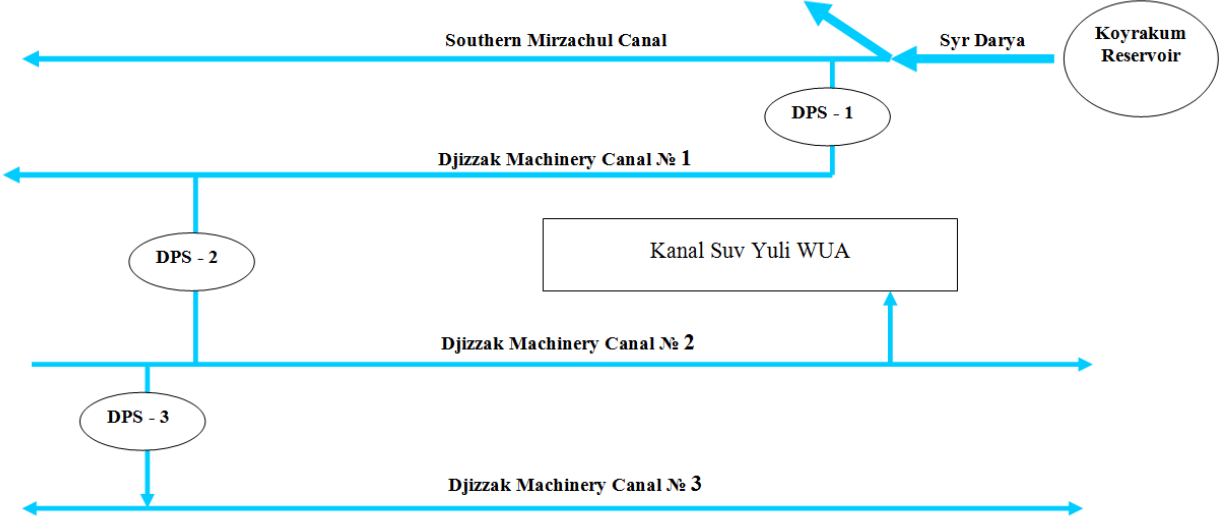 Southern Mirzachul Canal
Syr Darya
Koyrakum
Reservoir
DPS - 1
Djizzak Machinery Canal № 1
DPS - 2
Kanal Suv Yuli WUA
Djizzak Machinery Canal № 2
DPS - 3
Djizzak Machinery Canal № 3